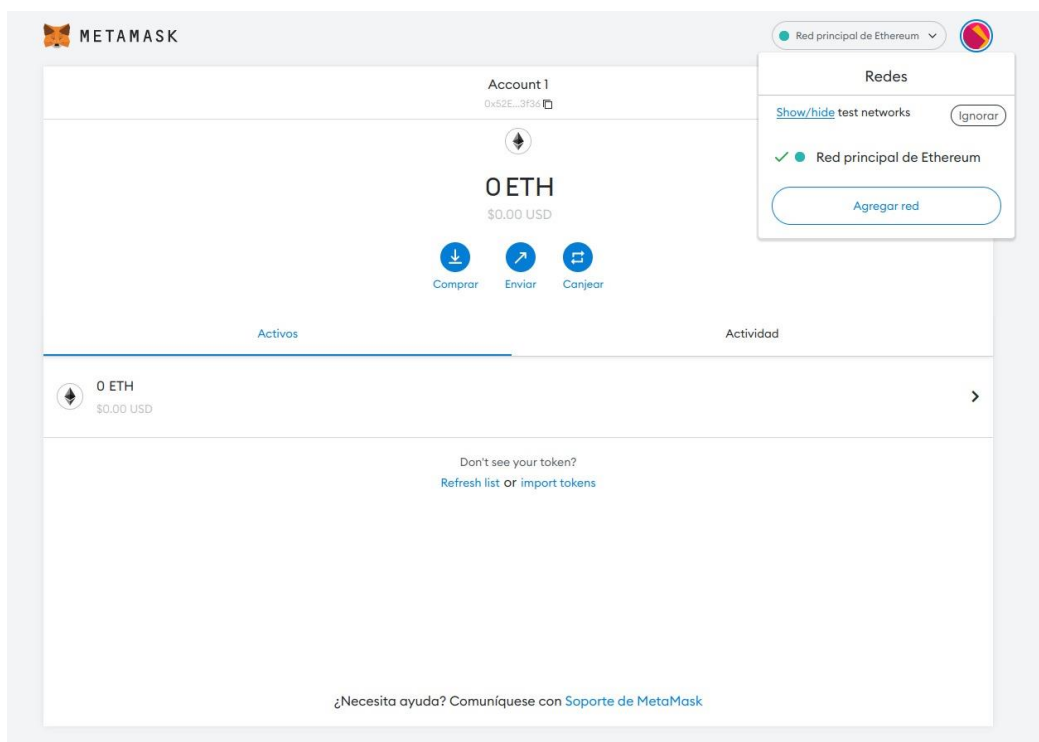 METAMASK
Red principal de Ethereum
Account 1
0x52E...3f36
Redes
Show/hide test networks
Ignorar
Red principal de Ethereum
Agregar red
0 ETH
$0.00 USD
Comprar Enviar Canjear
Activos Actividad
0 ETH
$0.00 USD
Don't see your token?
Refresh list or import tokens
¿Necesita ayuda? Comuníquese con Soporte de MetaMask